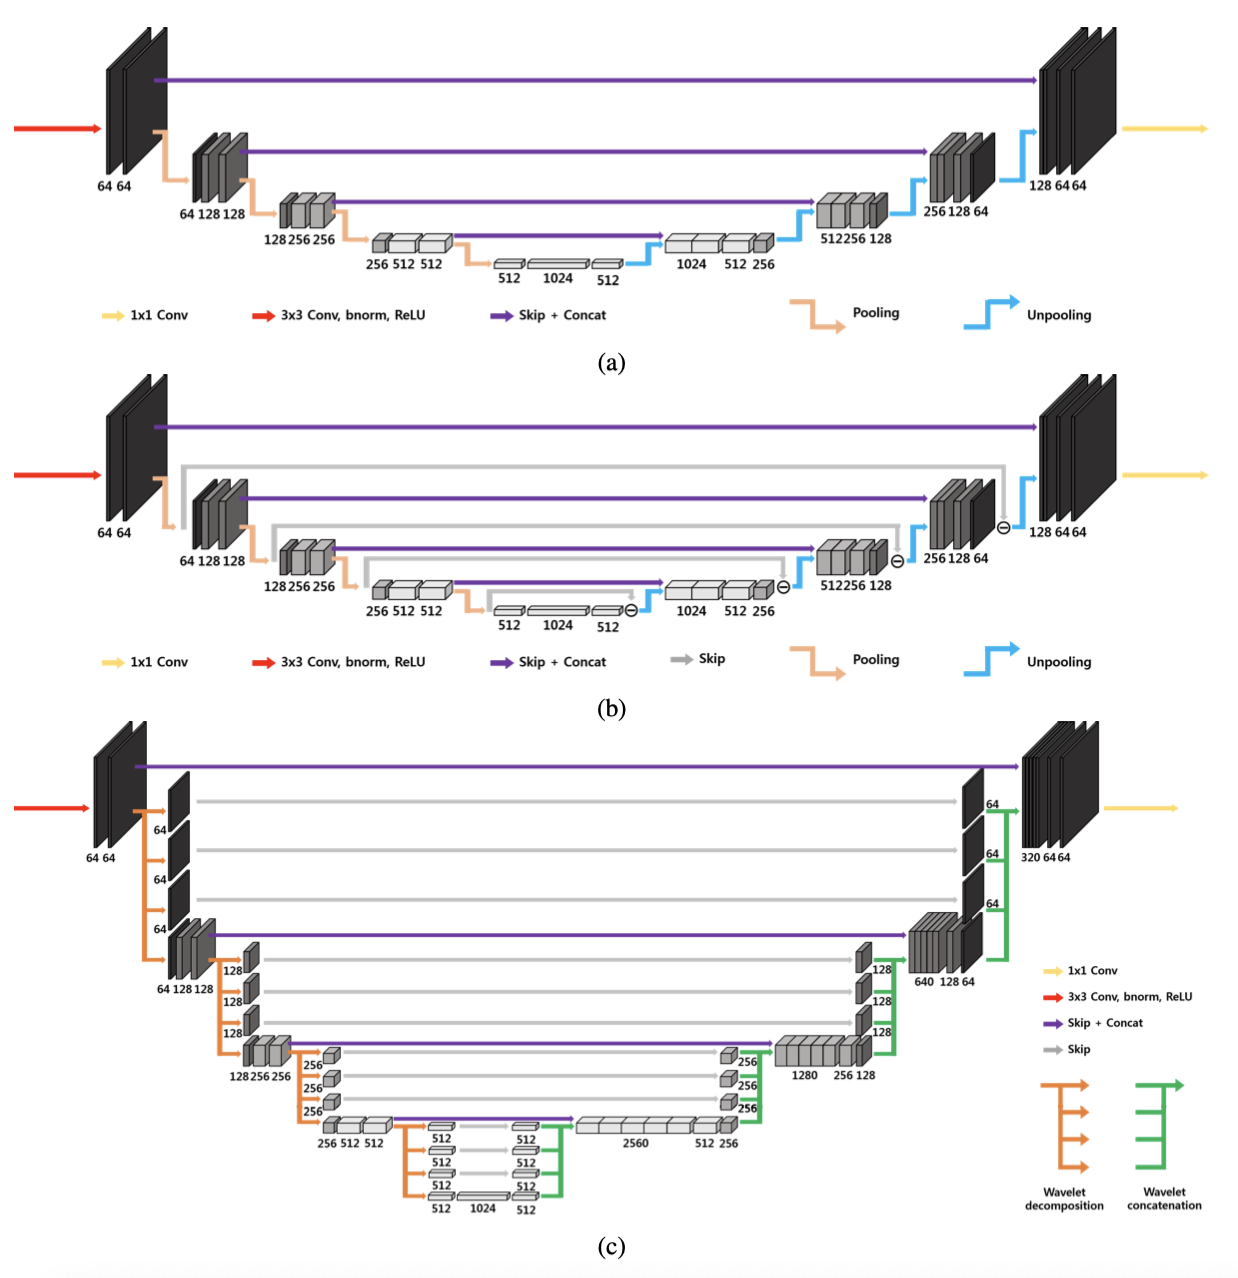 64 64
64 128 128
128 256 256
256 512 512
512 1024 512
1024 512 256
512 256 128
256 128 64
128 64 64
1x1 Conv
3x3 Conv, bnorm, ReLU
Skip + Concat
Pooling
Unpooling
(a)
64 64
64 128 128
128 256 256
256 512 512
512 1024 512
1024 512 256
512 256 128
256 128 64
128 64 64
1x1 Conv
3x3 Conv, bnorm, ReLU
Skip + Concat
Skip
Pooling
Unpooling
(b)
64 64
64
64
64
64 128 128
128
128
128
128 256 256
256
256
256
256 512 512
512 512
512 512
512 512
512 1024 512
2560 512 256
256
256
256
1280 256 128
128
128
128
640 128 64
64
64
64
320 64 64
1x1 Conv
3x3 Conv, bnorm, ReLU
Skip + Concat
Skip
Wavelet
decomposition
Wavelet
concatenation
(c)